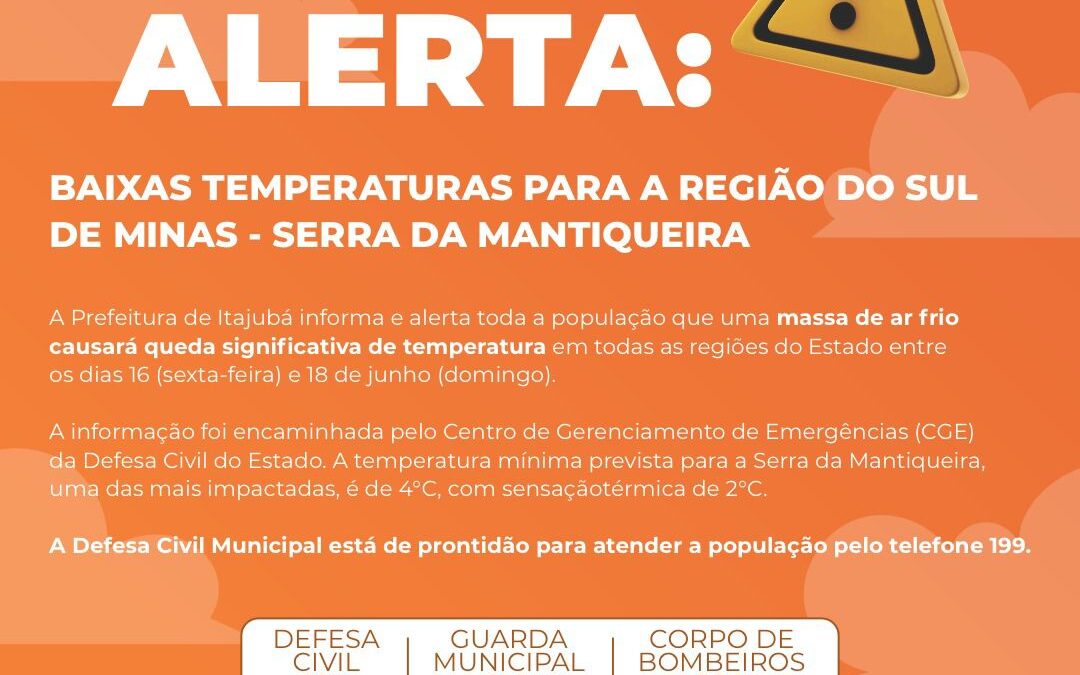 ALERTA:
BAIXAS TEMPERATURAS PARA A REGIÃO DO SUL
DE MINAS - SERRA DA MANTIQUEIRA
A Prefeitura de Itajubá informa e alerta toda a população que uma massa de ar frio
causará queda significativa de temperatura em todas as regiões do Estado entre
os dias 16 (sexta-feira) e 18 de junho (domingo).
A informação foi encaminhada pelo Centro de Gerenciamento de Emergências (CGE)
da Defesa Civil do Estado. A temperatura mínima prevista para a Serra da Mantiqueira,
uma das mais impactadas, é de 4°C, com sensaçãotérmica de 2°C.
A Defesa Civil Municipal está de prontidão para atender a população pelo telefone 199.
DEFESA CIVIL | GUARDA MUNICIPAL | CORPO DE BOMBEIROS